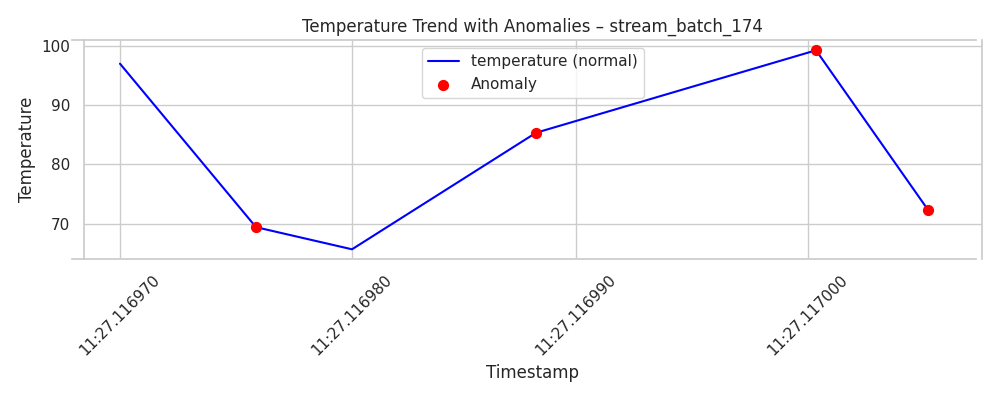 Temperature Trend with Anomalies – stream_batch_174
temperature (normal)
Anomaly
Temperature
100
90
80
70
11:27.116970
11:27.116980
11:27.116990
11:27.117000
Timestamp